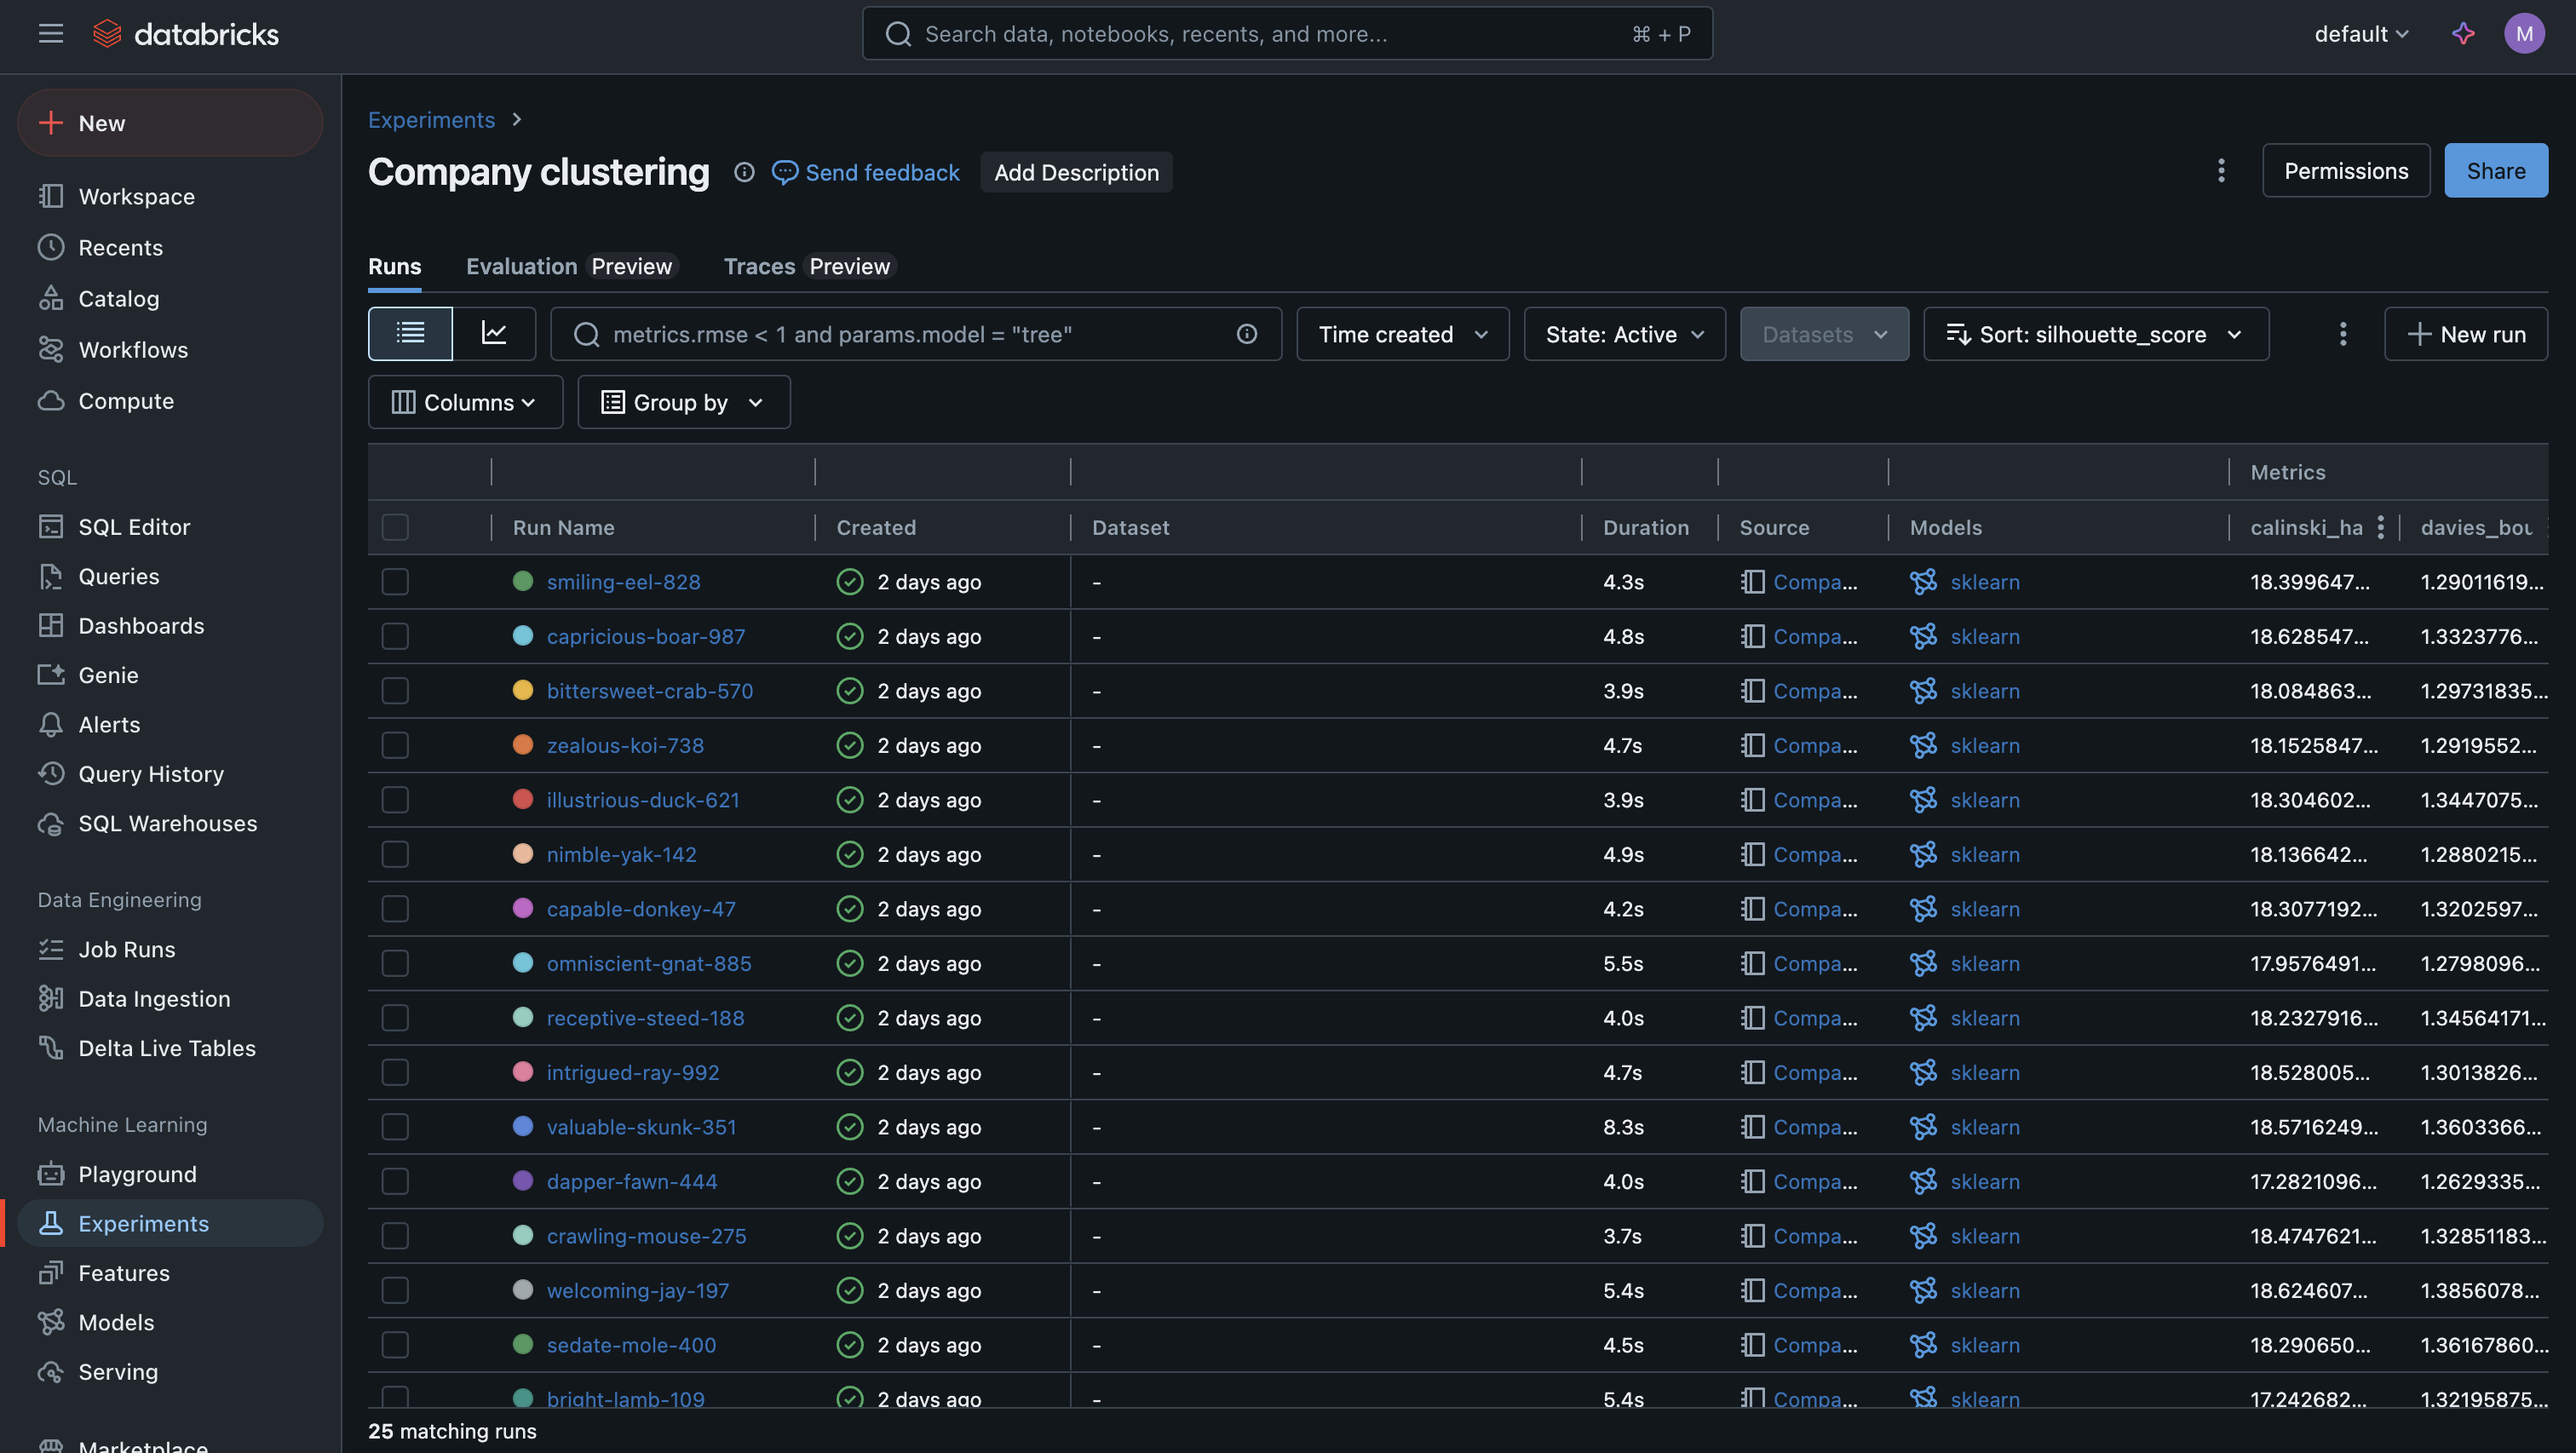 databricks
Search data, notebooks, recents, and more... ⌘ + P
default
M
New
Workspace
Recents
Catalog
Workflows
Compute
SQL
SQL Editor
Queries
Dashboards
Genie
Alerts
Query History
SQL Warehouses
Data Engineering
Job Runs
Data Ingestion
Delta Live Tables
Machine Learning
Playground
Experiments
Features
Models
Serving
Marketplace
Experiments
Company clustering Send feedback Add Description
Permissions Share
Runs Evaluation Preview Traces Preview
metrics.rmse < 1 and params.model = "tree" Time created State: Active Datasets Sort: silhouette_score New run
Columns Group by
Metrics
Run Name Created Dataset Duration Source Models calinski_ha davies_bou
smiling-eel-828 2 days ago - 4.3s Compa... sklearn 18.399647... 1.29011619...
capricious-boar-987 2 days ago - 4.8s Compa... sklearn 18.628547... 1.3323776...
bittersweet-crab-570 2 days ago - 3.9s Compa... sklearn 18.084863... 1.29731835...
zealous-koi-738 2 days ago - 4.7s Compa... sklearn 18.1525847... 1.2919552...
illustrious-duck-621 2 days ago - 3.9s Compa... sklearn 18.304602... 1.3447075...
nimble-yak-142 2 days ago - 4.9s Compa... sklearn 18.136642... 1.2880215...
capable-donkey-47 2 days ago - 4.2s Compa... sklearn 18.3077192... 1.3202597...
omniscient-gnat-885 2 days ago - 5.5s Compa... sklearn 17.9576491... 1.2798096...
receptive-steed-188 2 days ago - 4.0s Compa... sklearn 18.2327916... 1.34564171...
intrigued-ray-992 2 days ago - 4.7s Compa... sklearn 18.528005... 1.3013826...
valuable-skunk-351 2 days ago - 8.3s Compa... sklearn 18.5716249... 1.3603366...
dapper-fawn-444 2 days ago - 4.0s Compa... sklearn 17.2821096... 1.2629335...
crawling-mouse-275 2 days ago - 3.7s Compa... sklearn 18.4747621... 1.32851183...
welcoming-jay-197 2 days ago - 5.4s Compa... sklearn 18.624607... 1.3856078...
sedate-mole-400 2 days ago - 4.5s Compa... sklearn 18.290650... 1.36167860...
bright-lamb-109 2 days ago - 5.4s Compa... sklearn 17.242682... 1.32195875...
25 matching runs